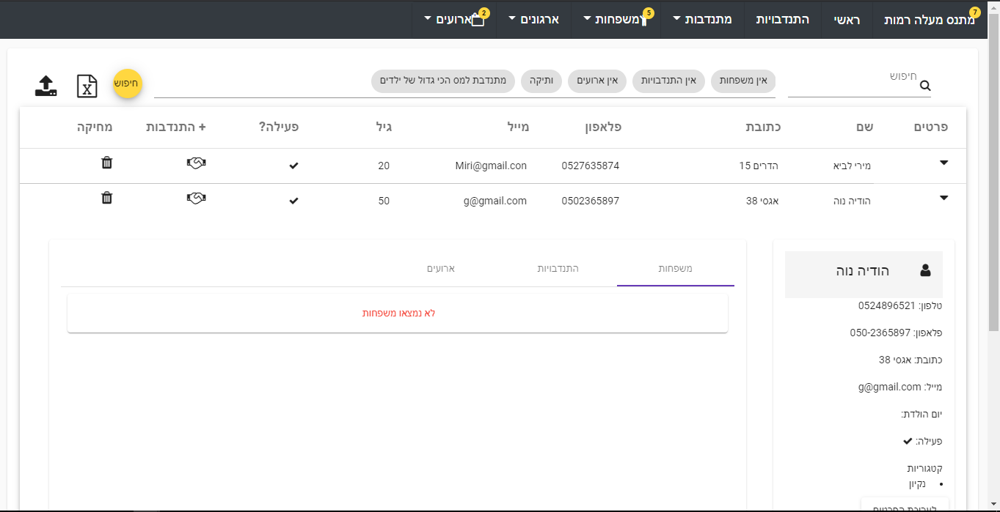 7
מתנס מעלה רמות
ראשי
התנדבויות
מתנדבות
משפחות 5
ארגונים
ארועים 2
חיפוש
אין משפחות
אין התנדבויות
אין ארועים
ותיקה
מתנדבת למס הכי גדול של ילדים
חיפוש
X
פרטים שם כתובת פלאפון מייל גיל פעילה? + התנדבות מחיקה
מירי לביא הדרים 15 0527635874 Miri@gmail.con 20
הודיה נוה אגסי 38 0502365897 g@gmail.com 50
הודיה נוה
טלפון: 0524896521
פלאפון: 050-2365897
כתובת: אגסי 38
מייל: g@gmail.com
יום הולדת:
פעילה: ✔
קטגוריות
• נקיון
לעריכת הפרטים
משפחות התנדבויות ארועים
לא נמצאו משפחות